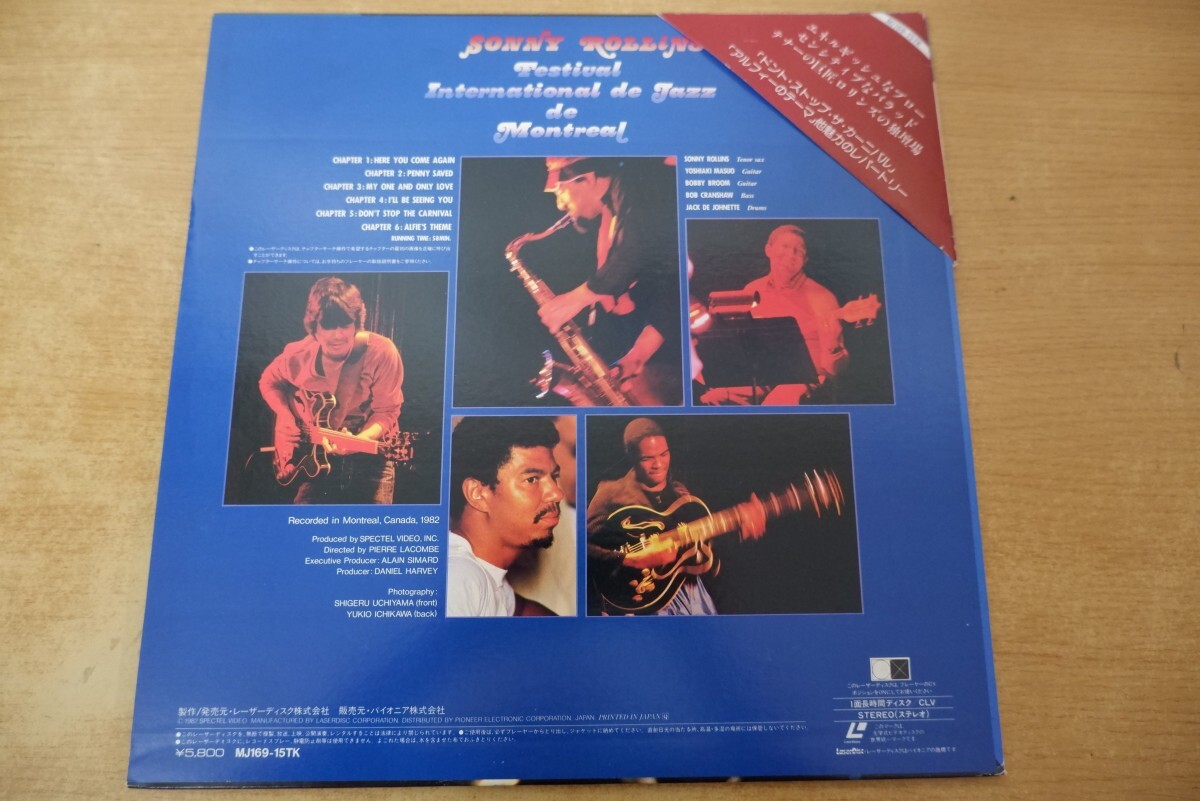 SONNY ROLLINS
Festival
International de Jazz
de
Montreal
エネルギッシュなブロー
センシティブなバラッド
テナーの巨匠、ロリンズの独壇場
「ドント・ストップ・ザ・カーニバル」
「アルフィーのテーマ」他魅力のレパートリー
CHAPTER 1: HERE YOU COME AGAIN
CHAPTER 2: PENNY SAVED
CHAPTER 3: MY ONE AND ONLY LOVE
CHAPTER 4: I'LL BE SEEING YOU
CHAPTER 5: DON'T STOP THE CARNIVAL
CHAPTER 6: ALFIE'S THEME
RUNNING TIME: 58MIN.
SONNY ROLLINS Tenor sax
YOSHIAKI MASUO Guitar
BOBBY BROOM Guitar
BOB CRANSHAW Bass
JACK DE JOHNETTE Drums
Recorded in Montreal, Canada, 1982
Produced by SPECTEL VIDEO, INC.
Directed by PIERRE LACOMBE
Executive Producer: ALAIN SIMARD
Producer: DANIEL HARVEY
Photography:
SHIGERU UCHIYAMA (front)
YUKIO ICHIKAWA (back)
CX
1面長時間ディスク CLV
STEREO(ステレオ)
製作/発売元・レーザーディスク株式会社 販売元・パイオニア株式会社
©1982 SPECTEL VIDEO MANUFACTURED BY LASERDISC CORPORATION. DISTRIBUTED BY PIONEER ELECTRONIC CORPORATION, JAPAN PRINTED IN JAPAN
¥5,800 MJ169-15TK